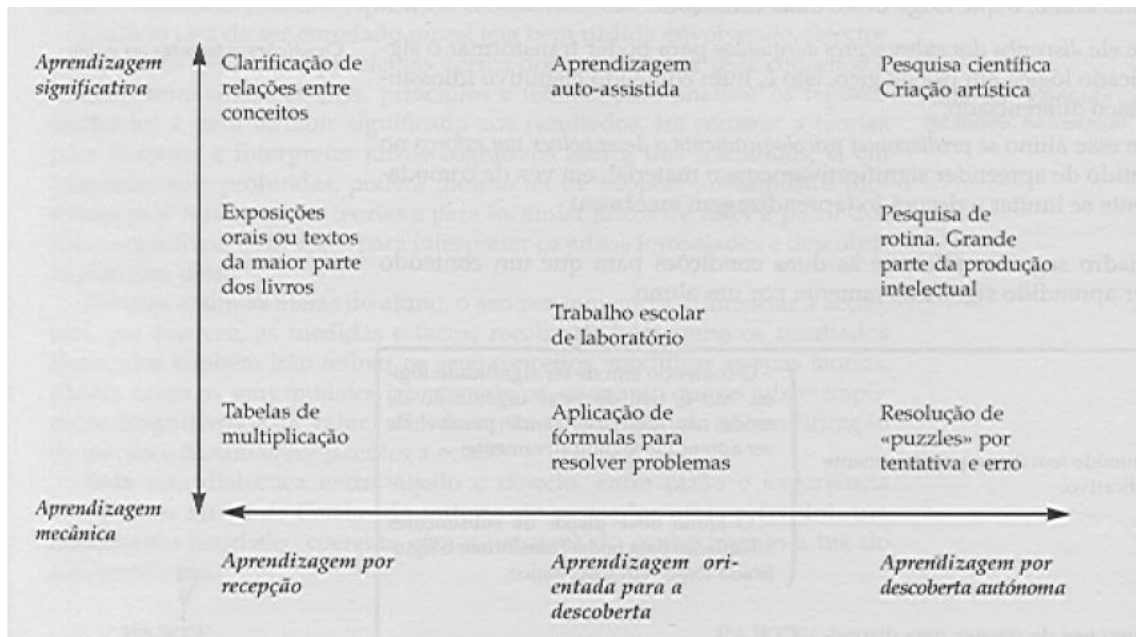 Aprendizagem
significativa
Clarificação de
relações entre
conceitos
Aprendizagem
auto-assistida
Pesquisa científica
Criação artística
Exposições
orais ou textos
da maior parte
dos livros
Pesquisa de
rotina. Grande
parte da produção
intelectual
Trabalho escolar
de laboratório
Tabelas de
multiplicação
Aplicação de
fórmulas para
resolver problemas
Resolução de
«puzzles» por
tentativa e erro
Aprendizagem
mecânica
Aprendizagem por
recepção
Aprendizagem ori-
entada para a
descoberta
Aprendizagem por
descoberta autónoma